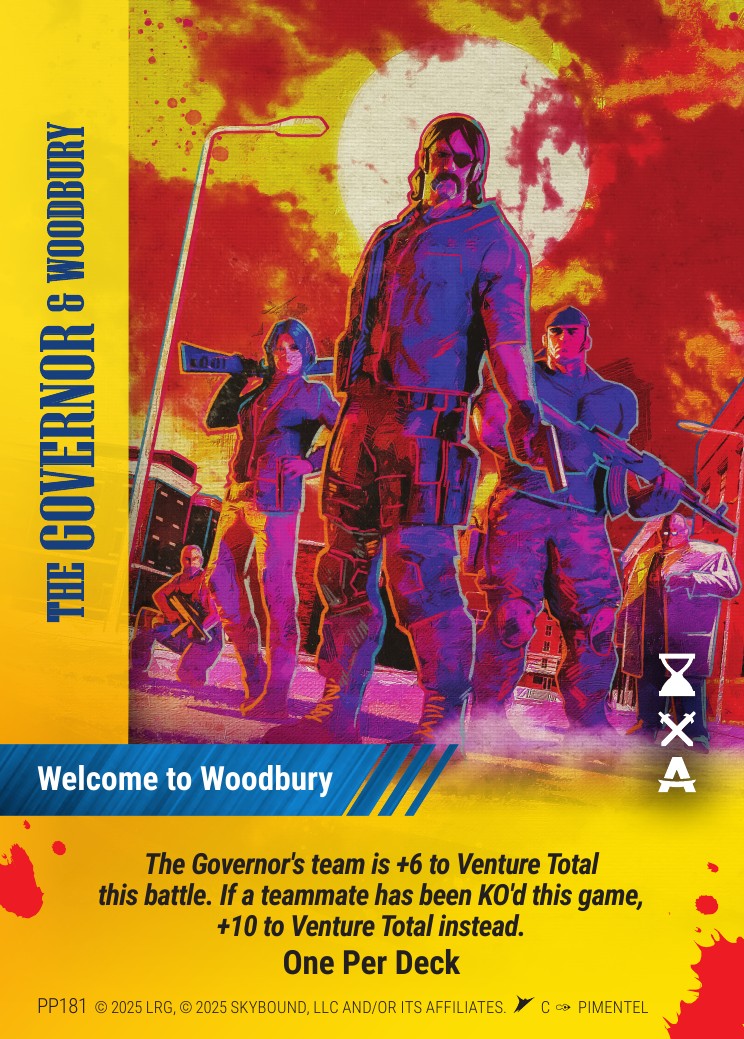 THE GOVERNOR & WOODBURY
Welcome to Woodbury
The Governor's team is +6 to Venture Total
this battle. If a teammate has been KO'd this game,
+10 to Venture Total instead.
One Per Deck
PP181 © 2025 LRG, © 2025 SKYBOUND, LLC AND/OR ITS AFFILIATES. C PIMENTEL